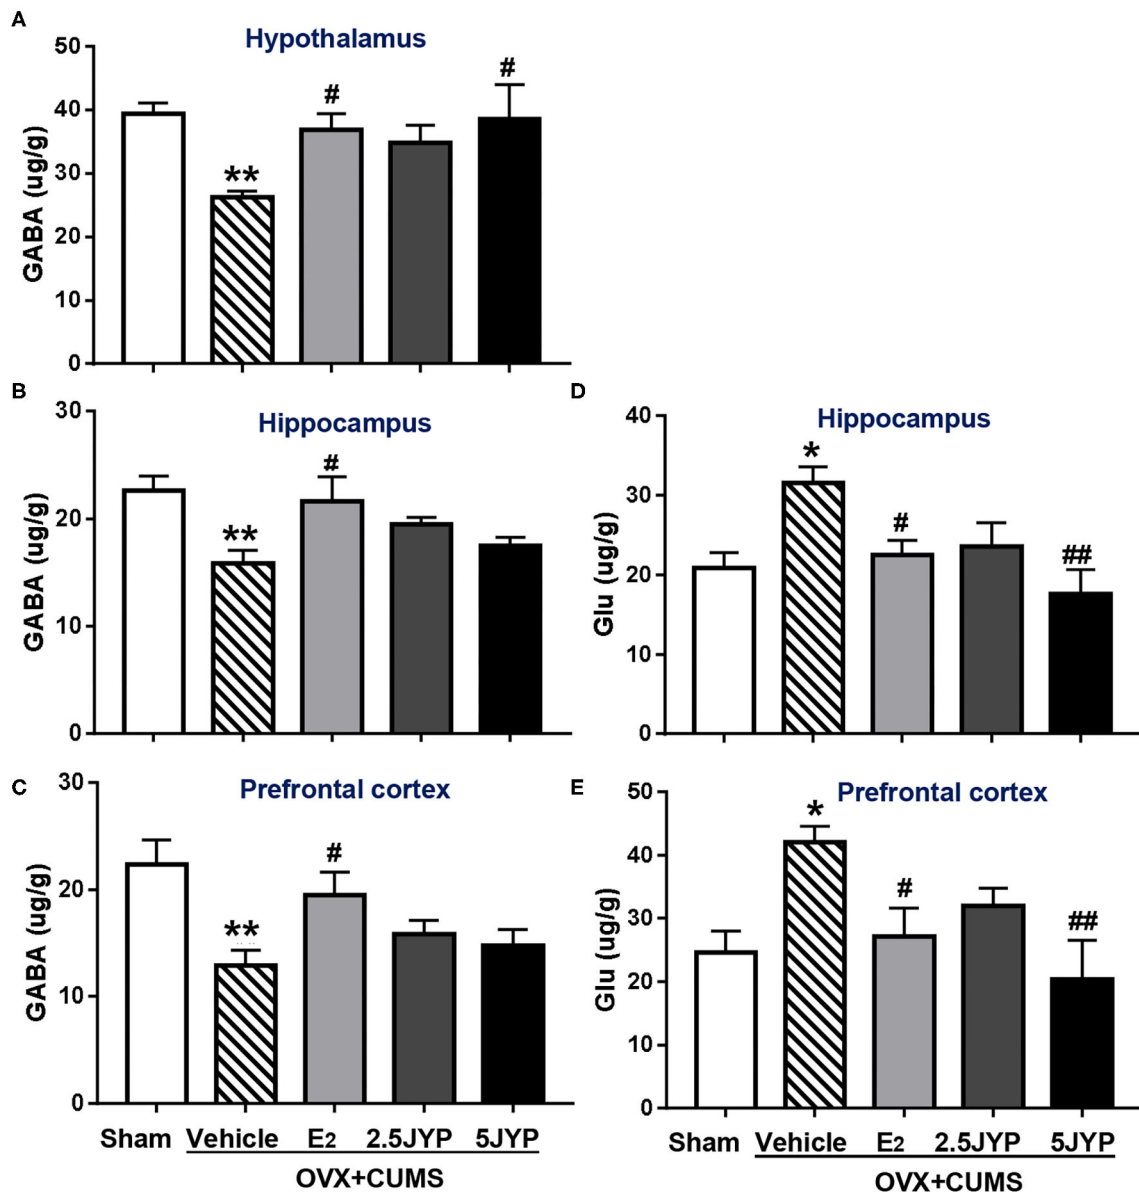 A
Hypothalamus
GABA (ug/g)
50
40
30
20
10
0
**
#
#
B
Hippocampus
GABA (ug/g)
30
20
10
0
**
#
D
Hippocampus
Glu (ug/g)
40
30
20
10
0
*
#
##
C
Prefrontal cortex
GABA (ug/g)
30
20
10
0
**
#
Sham Vehicle E2 2.5JYP 5JYP
OVX+CUMS
E
Prefrontal cortex
Glu (ug/g)
50
40
30
20
10
0
*
#
##
Sham Vehicle E2 2.5JYP 5JYP
OVX+CUMS